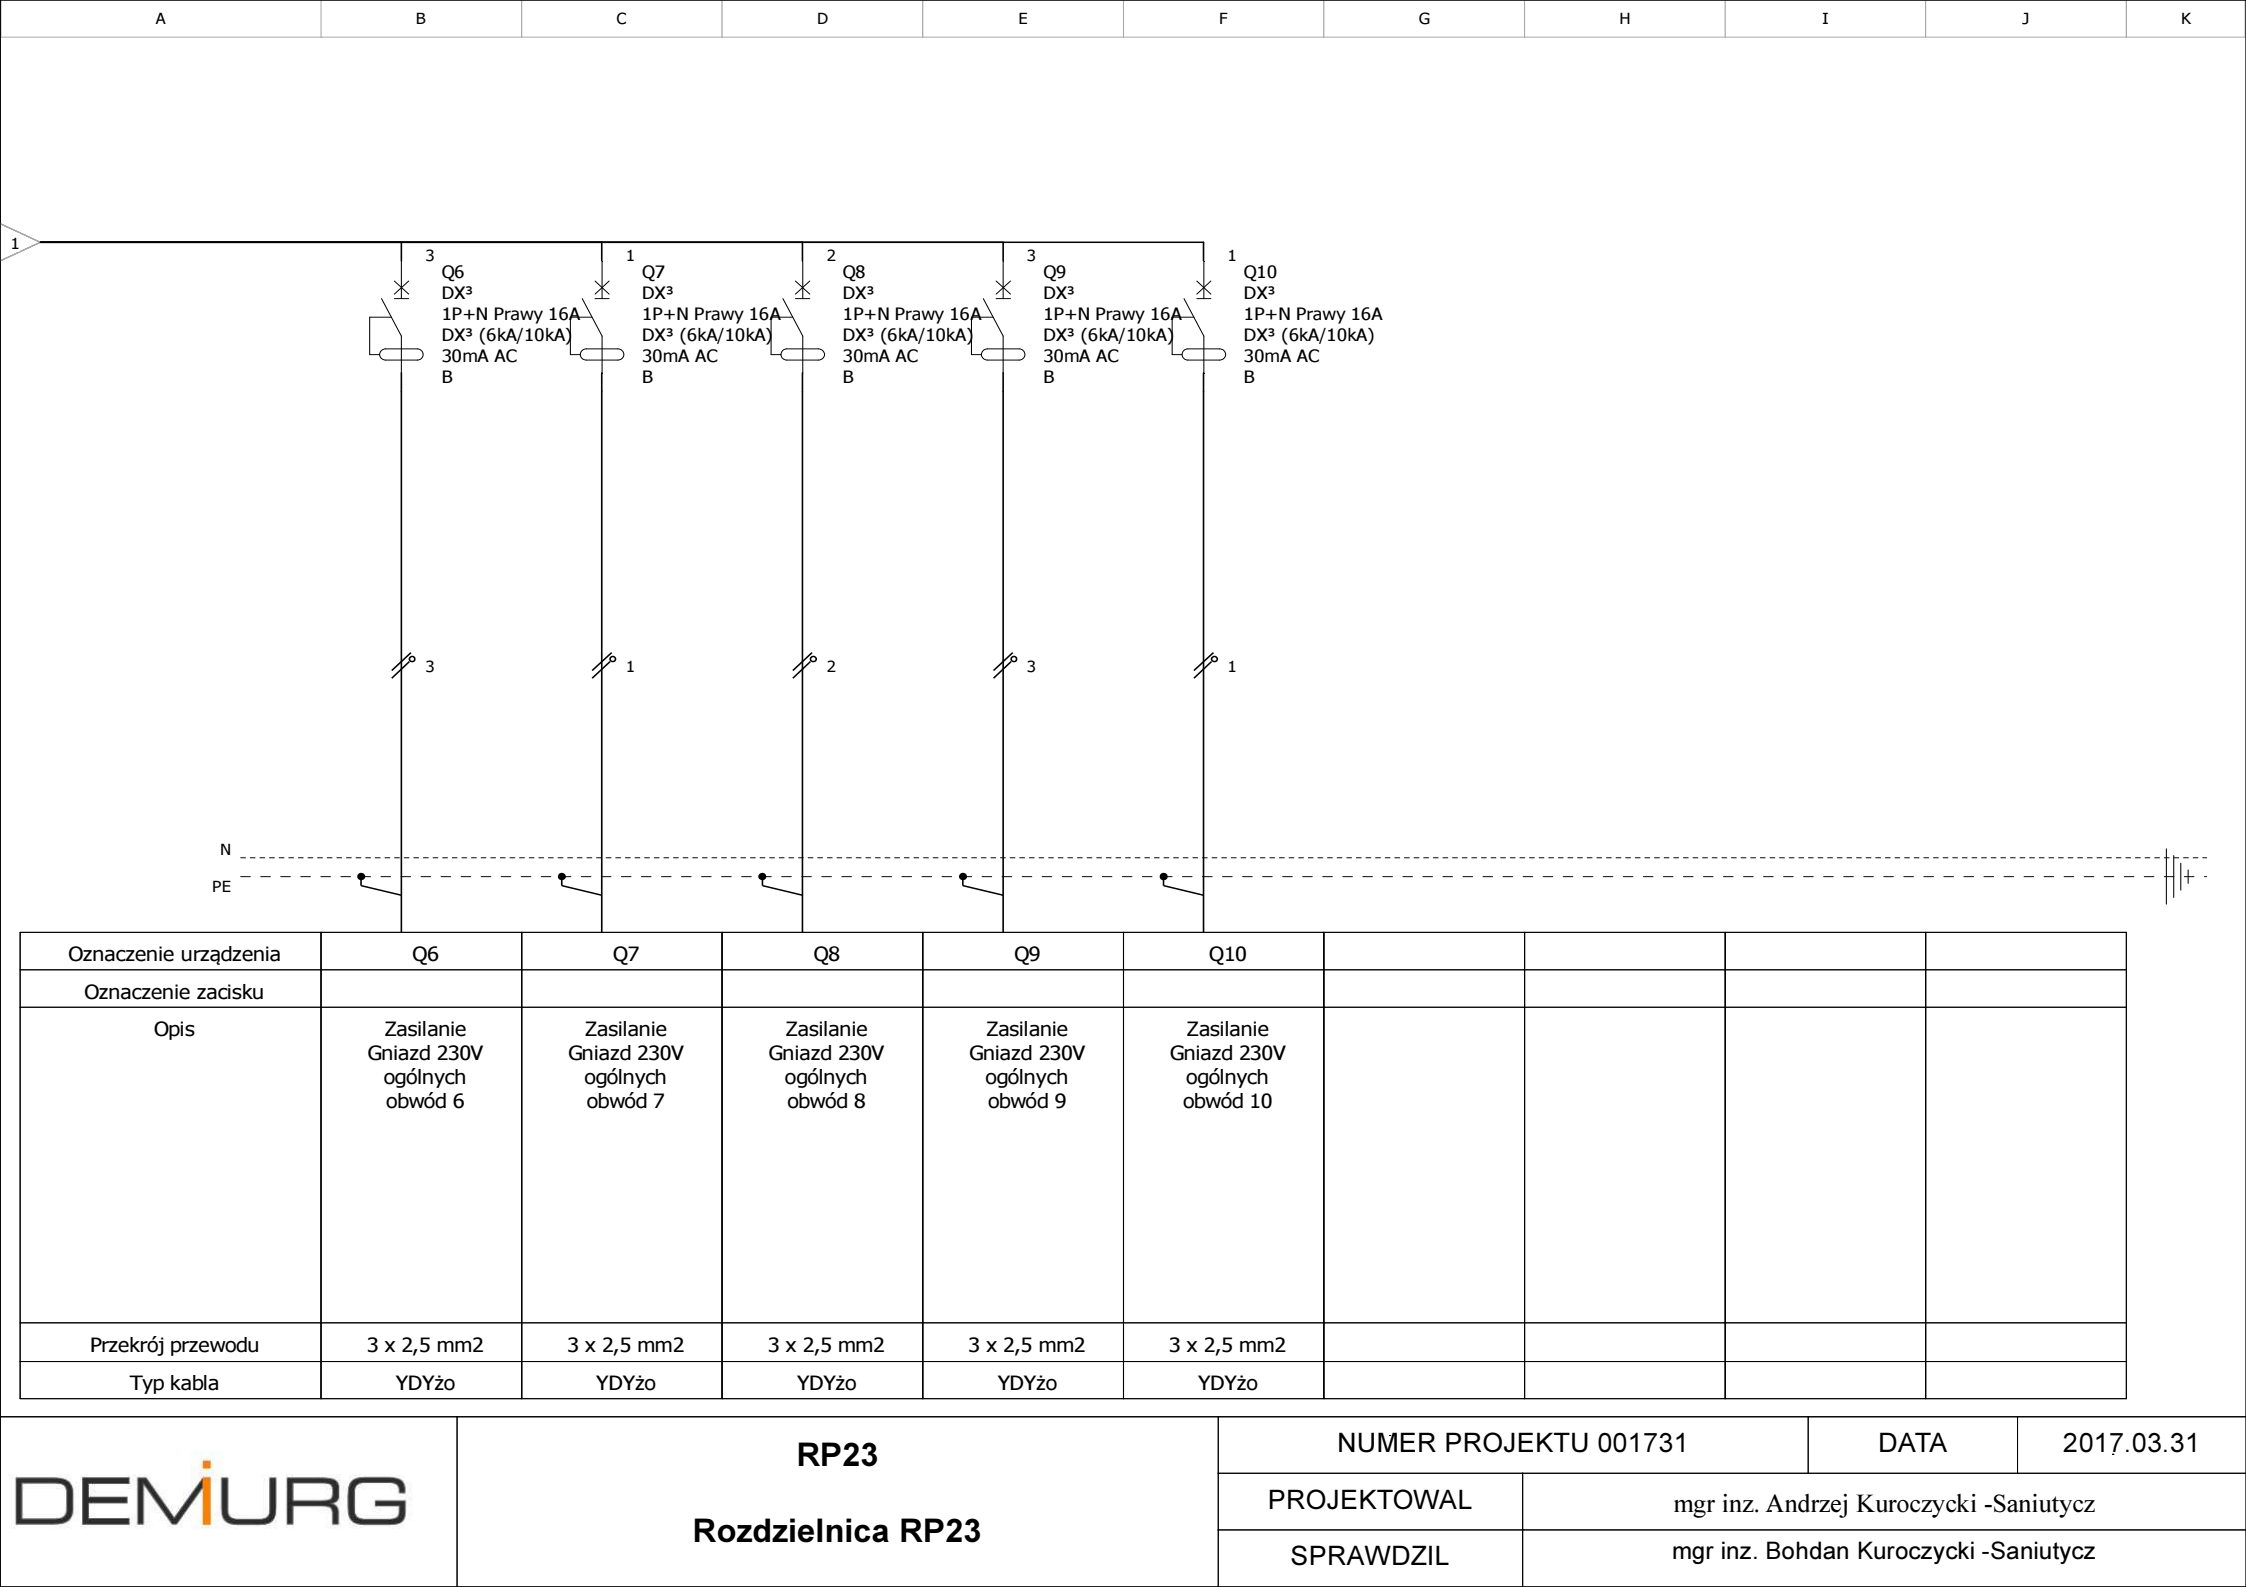 A B C D E F G H I J K
1
3 1 2 3 1
Q6 Q7 Q8 Q9 Q10
DX³ DX³ DX³ DX³ DX³
1P+N Prawy 16A 1P+N Prawy 16A 1P+N Prawy 16A 1P+N Prawy 16A 1P+N Prawy 16A
DX³ (6kA/10kA) DX³ (6kA/10kA) DX³ (6kA/10kA) DX³ (6kA/10kA) DX³ (6kA/10kA)
30mA AC 30mA AC 30mA AC 30mA AC 30mA AC
B B B B B
3 1 2 3 1
N
PE
Oznaczenie urządzenia Q6 Q7 Q8 Q9 Q10
Oznaczenie zacisku
Opis Zasilanie Zasilanie Zasilanie Zasilanie Zasilanie
Gniazd 230V Gniazd 230V Gniazd 230V Gniazd 230V Gniazd 230V
ogólnych ogólnych ogólnych ogólnych ogólnych
obwód 6 obwód 7 obwód 8 obwód 9 obwód 10
Przekrój przewodu 3 x 2,5 mm2 3 x 2,5 mm2 3 x 2,5 mm2 3 x 2,5 mm2 3 x 2,5 mm2
Typ kabla YDYżo YDYżo YDYżo YDYżo YDYżo
DEMiURG
RP23
Rozdzielnica RP23
NUMER PROJEKTU 001731 DATA 2017.03.31
PROJEKTOWAL mgr inz. Andrzej Kuroczycki -Saniutycz
SPRAWDZIL mgr inz. Bohdan Kuroczycki -Saniutycz